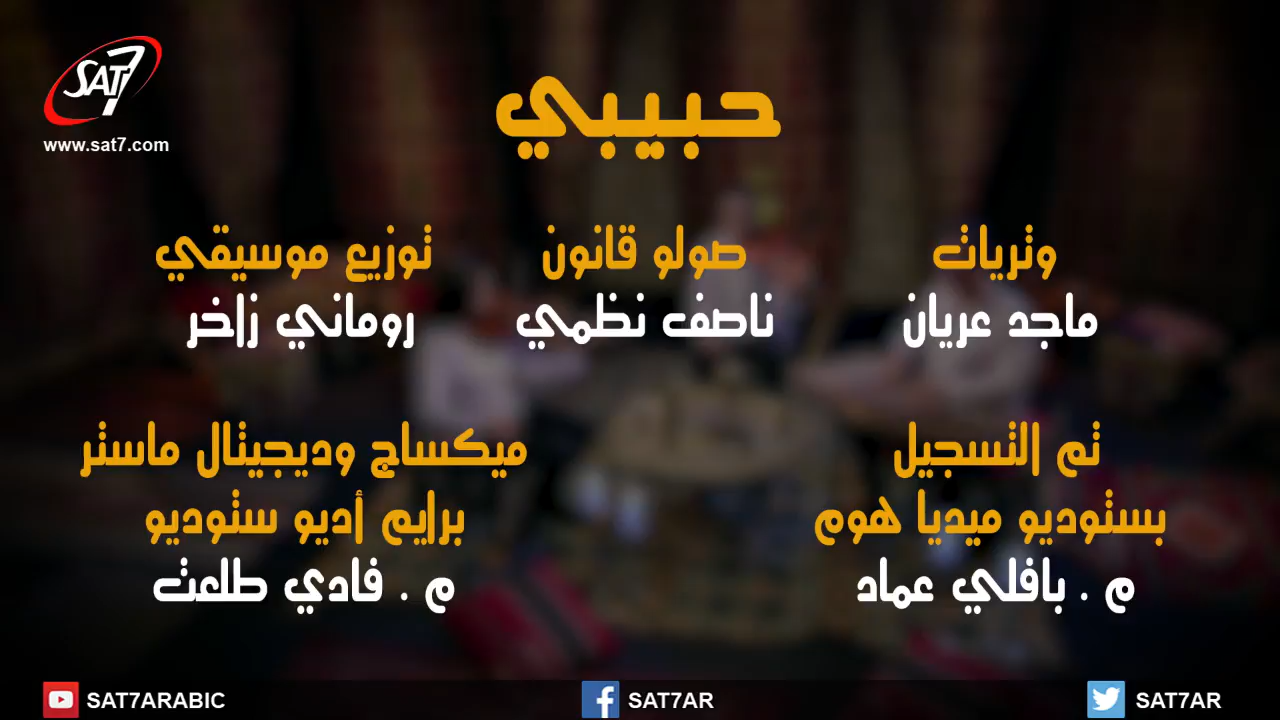 SAT7
www.sat7.com
حبيبي
وتريات
ماجد عريان
صولو قانون
ناصف نظمي
توزيع موسيقي
روماني زاخر
تم التسجيل
بستوديو ميديا هوم
م . بافلي عماد
ميكساج وديجيتال ماستر
برايم أديو ستوديو
م . فادي طلعت
SAT7ARABIC
SAT7AR
SAT7AR